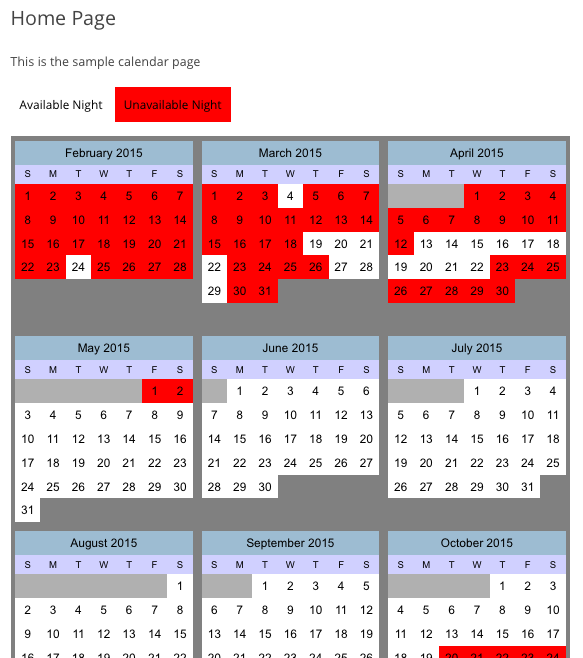 Home Page
This is the sample calendar page
Available Night Unavailable Night
February 2015
S M T W T F S
1 2 3 4 5 6 7
8 9 10 11 12 13 14
15 16 17 18 19 20 21
22 23 24 25 26 27 28
March 2015
S M T W T F S
1 2 3 4 5 6 7
8 9 10 11 12 13 14
15 16 17 18 19 20 21
22 23 24 25 26 27 28
29 30 31
April 2015
S M T W T F S
1 2 3 4
5 6 7 8 9 10 11
12 13 14 15 16 17 18
19 20 21 22 23 24 25
26 27 28 29 30
May 2015
S M T W T F S
1 2
3 4 5 6 7 8 9
10 11 12 13 14 15 16
17 18 19 20 21 22 23
24 25 26 27 28 29 30
31
June 2015
S M T W T F S
1 2 3 4 5 6
7 8 9 10 11 12 13
14 15 16 17 18 19 20
21 22 23 24 25 26 27
28 29 30
July 2015
S M T W T F S
1 2 3 4
5 6 7 8 9 10 11
12 13 14 15 16 17 18
19 20 21 22 23 24 25
26 27 28 29 30 31
August 2015
S M T W T F S
1
2 3 4 5 6 7 8
9 10 11 12 13 14 15
16 17 18 19 20 21 22
September 2015
S M T W T F S
1 2 3 4 5
6 7 8 9 10 11 12
13 14 15 16 17 18 19
20 21 22 23 24 25 26
October 2015
S M T W T F S
1 2 3
4 5 6 7 8 9 10
11 12 13 14 15 16 17
18 19 20 21 22 23 24